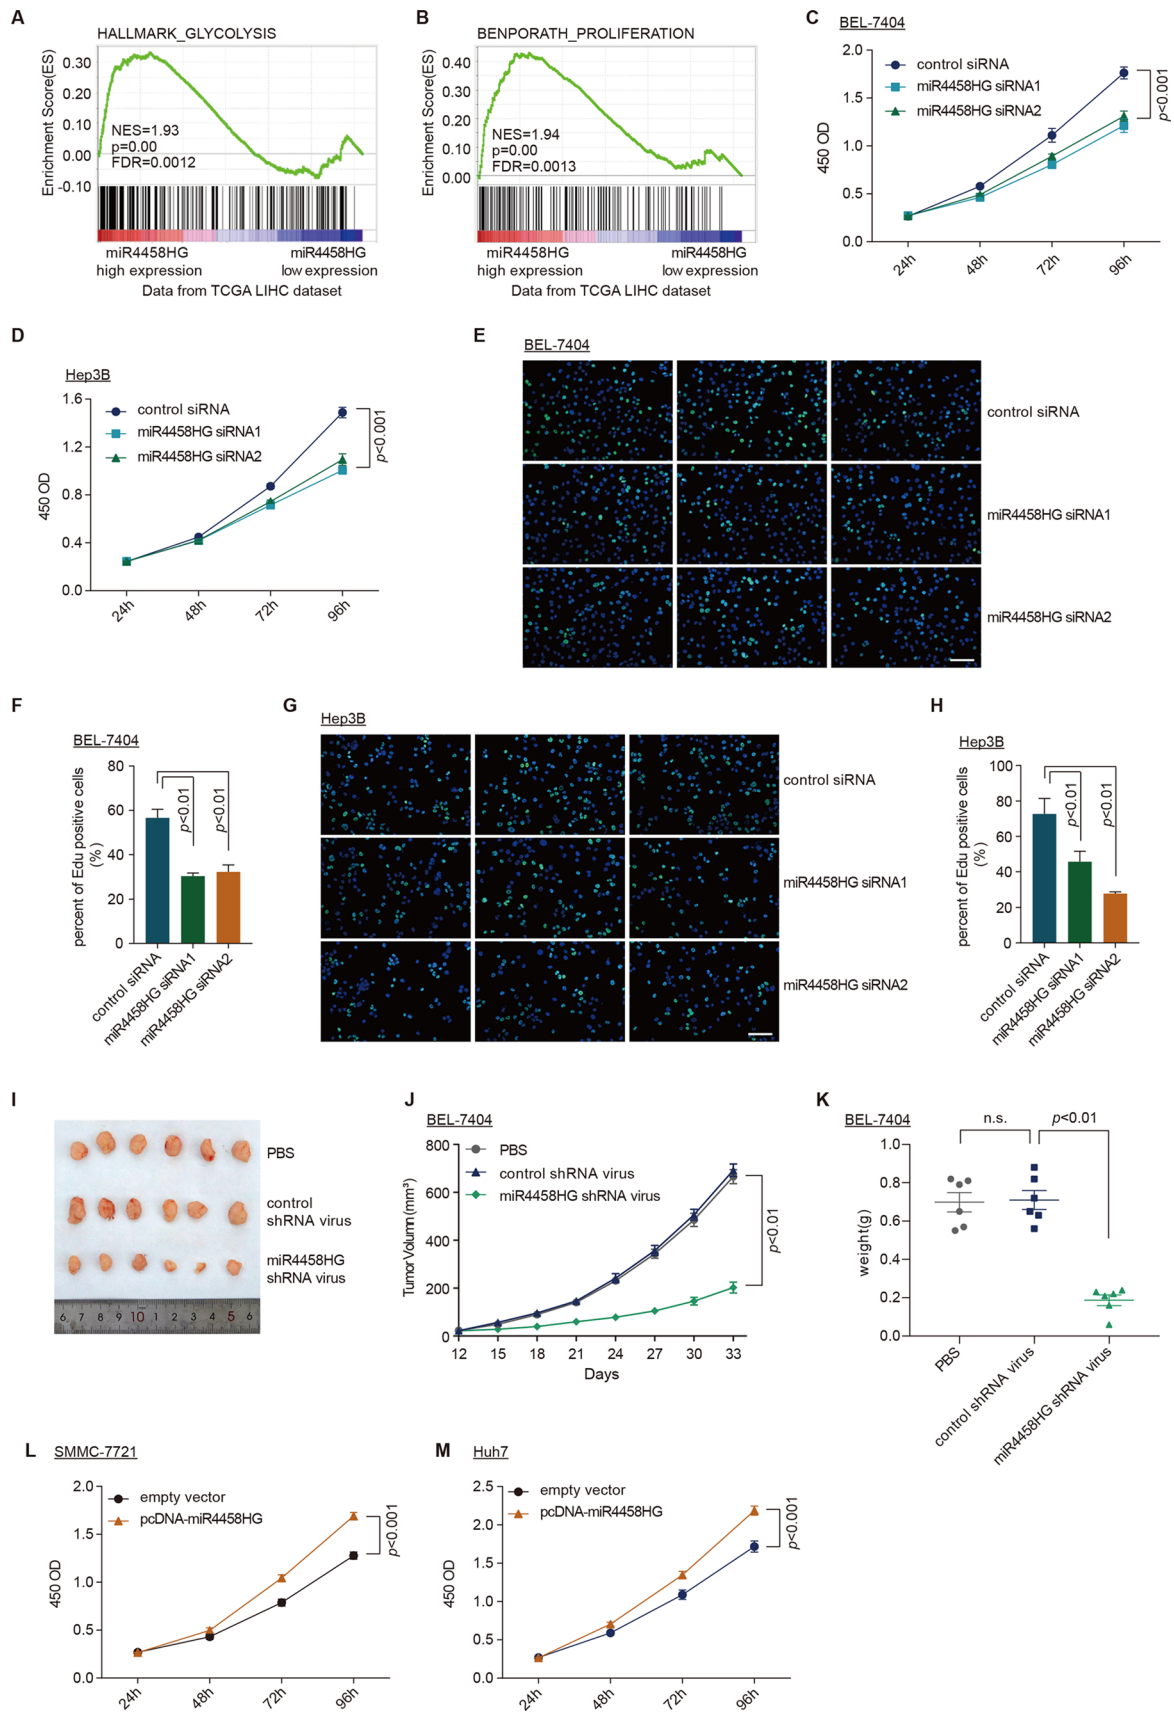 A
HALLMARK_GLYCOLYSIS
Enrichment Score(ES)
0.30
0.20
0.10
0.00
-0.10
NES=1.93
p=0.00
FDR=0.0012
miR4458HG
high expression
miR4458HG
low expression
Data from TCGA LIHC dataset
B
BENPORATH_PROLIFERATION
Enrichment Score(ES)
0.40
0.30
0.20
0.10
0.00
NES=1.94
p=0.00
FDR=0.0013
miR4458HG
high expression
miR4458HG
low expression
Data from TCGA LIHC dataset
C
BEL-7404
450 OD
2.0
1.5
1.0
0.5
0.0
control siRNA
miR4458HG siRNA1
miR4458HG siRNA2
p<0.001
24h
48h
72h
96h
D
Hep3B
450 OD
1.6
1.2
0.8
0.4
0.0
control siRNA
miR4458HG siRNA1
miR4458HG siRNA2
p<0.001
24h
48h
72h
96h
E
BEL-7404
control siRNA
miR4458HG siRNA1
miR4458HG siRNA2
F
BEL-7404
percent of Edu positive cells
(%)
80
60
40
20
0
p<0.01
p<0.01
control siRNA
miR4458HG siRNA1
miR4458HG siRNA2
G
Hep3B
control siRNA
miR4458HG siRNA1
miR4458HG siRNA2
H
Hep3B
percent of Edu positive cells
(%)
100
80
60
40
20
0
p<0.01
p<0.01
control siRNA
miR4458HG siRNA1
miR4458HG siRNA2
I
PBS
control
shRNA virus
miR4458HG
shRNA virus
6 7 8 9 10 1 2 3 4 5 6
J
BEL-7404
Tumor Volumn(mm³)
800
600
400
200
0
PBS
control shRNA virus
miR4458HG shRNA virus
p<0.01
12 15 18 21 24 27 30 33
Days
K
BEL-7404
weight(g)
1.0
0.8
0.6
0.4
0.2
0.0
n.s.
p<0.01
PBS
control shRNA virus
miR4458HG shRNA virus
L
SMMC-7721
450 OD
2.0
1.5
1.0
0.5
0.0
empty vector
pcDNA-miR4458HG
p<0.001
24h
48h
72h
96h
M
Huh7
450 OD
2.5
2.0
1.5
1.0
0.5
0.0
empty vector
pcDNA-miR4458HG
p<0.001
24h
48h
72h
96h